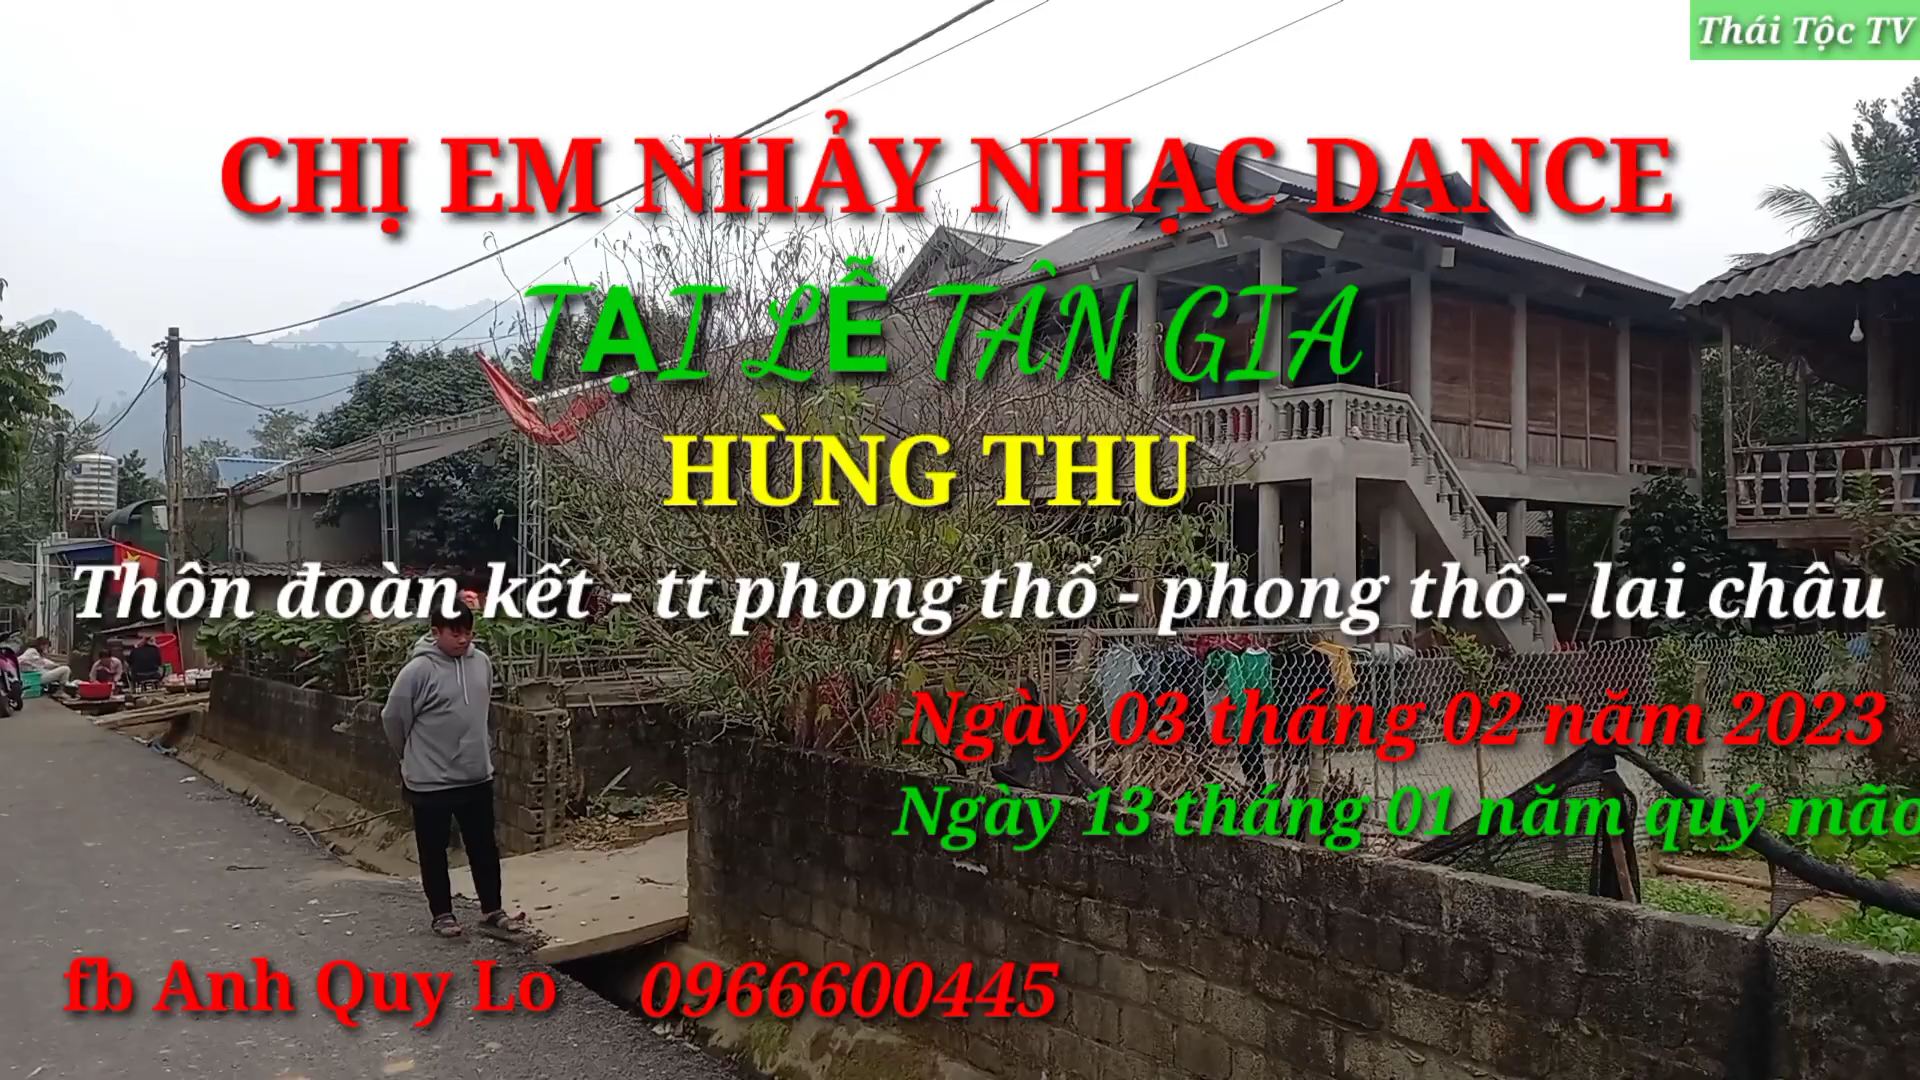 Thái Tộc TV
CHỊ EM NHẢY NHẠC DANCE
TẠI LỄ TÂN GIA
HÙNG THU
Thôn đoàn kết - tt phong thổ - phong thổ - lai châu
Ngày 03 tháng 02 năm 2023
Ngày 13 tháng 01 năm quý mão
fb Anh Quy Lo 0966600445